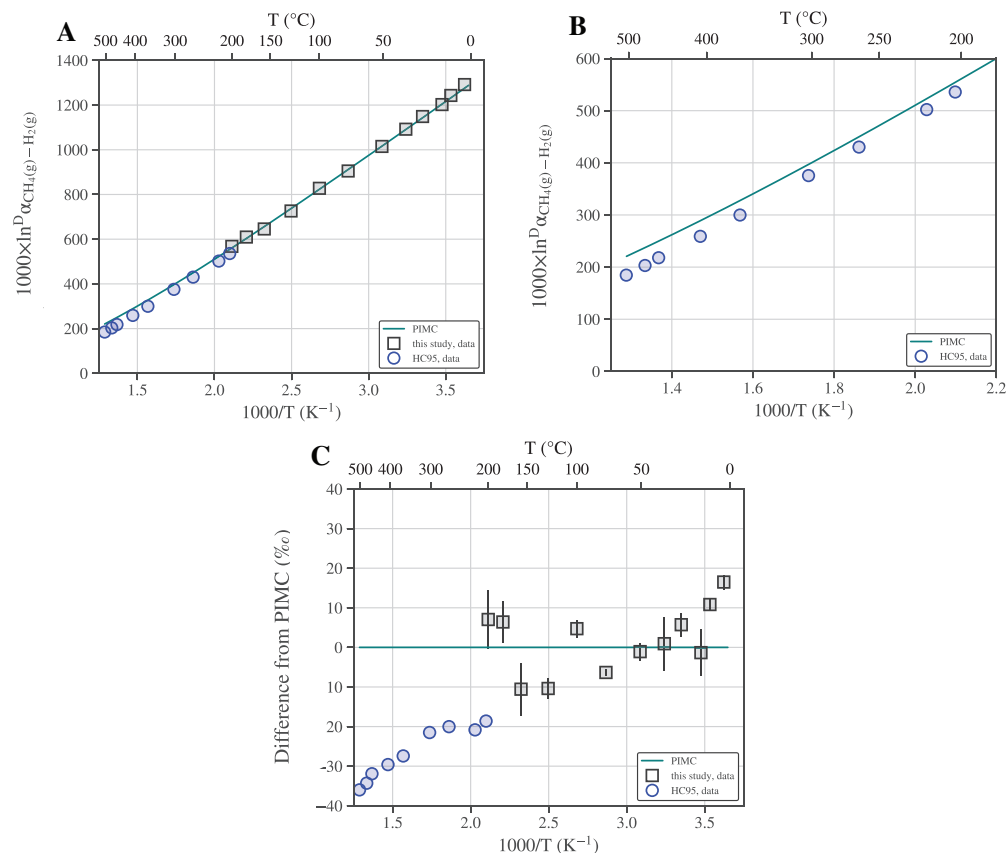 A
T (°C)
500 400 300 200 150 100 50 0
1400
1200
1000
800
600
400
200
0
1000×lnᴰα CH₄(g)−H₂(g)
PIMC
this study, data
HC95, data
1.5 2.0 2.5 3.0 3.5
1000/T (K⁻¹)
B
T (°C)
500 400 300 250 200
600
500
400
300
200
100
0
1000×lnᴰα CH₄(g)−H₂(g)
PIMC
HC95, data
1.4 1.6 1.8 2.0 2.2
1000/T (K⁻¹)
C
T (°C)
500 400 300 200 150 100 50 0
40
30
20
10
0
10
20
-30
−40
Difference from PIMC (‰)
PIMC
this study, data
HC95, data
1.5 2.0 2.5 3.0 3.5
1000/T (K⁻¹)